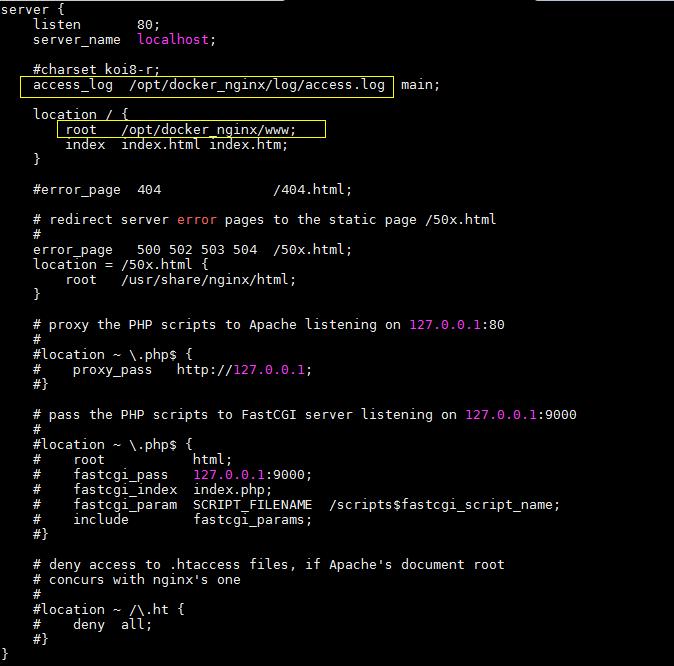 server {
    listen       80;
    server_name  localhost;

    #charset koi8-r;
    access_log  /opt/docker_nginx/log/access.log  main;

    location / {
        root   /opt/docker_nginx/www;
        index  index.html index.htm;
    }

    #error_page  404              /404.html;

    # redirect server error pages to the static page /50x.html
    #
    error_page   500 502 503 504  /50x.html;
    location = /50x.html {
        root   /usr/share/nginx/html;
    }

    # proxy the PHP scripts to Apache listening on 127.0.0.1:80
    #
    #location ~ \.php$ {
    #    proxy_pass   http://127.0.0.1;
    #}

    # pass the PHP scripts to FastCGI server listening on 127.0.0.1:9000
    #
    #location ~ \.php$ {
    #    root           html;
    #    fastcgi_pass   127.0.0.1:9000;
    #    fastcgi_index  index.php;
    #    fastcgi_param  SCRIPT_FILENAME  /scripts$fastcgi_script_name;
    #    include        fastcgi_params;
    #}

    # deny access to .htaccess files, if Apache's document root
    # concurs with nginx's one
    #
    #location ~ /\.ht {
    #    deny  all;
    #}
}